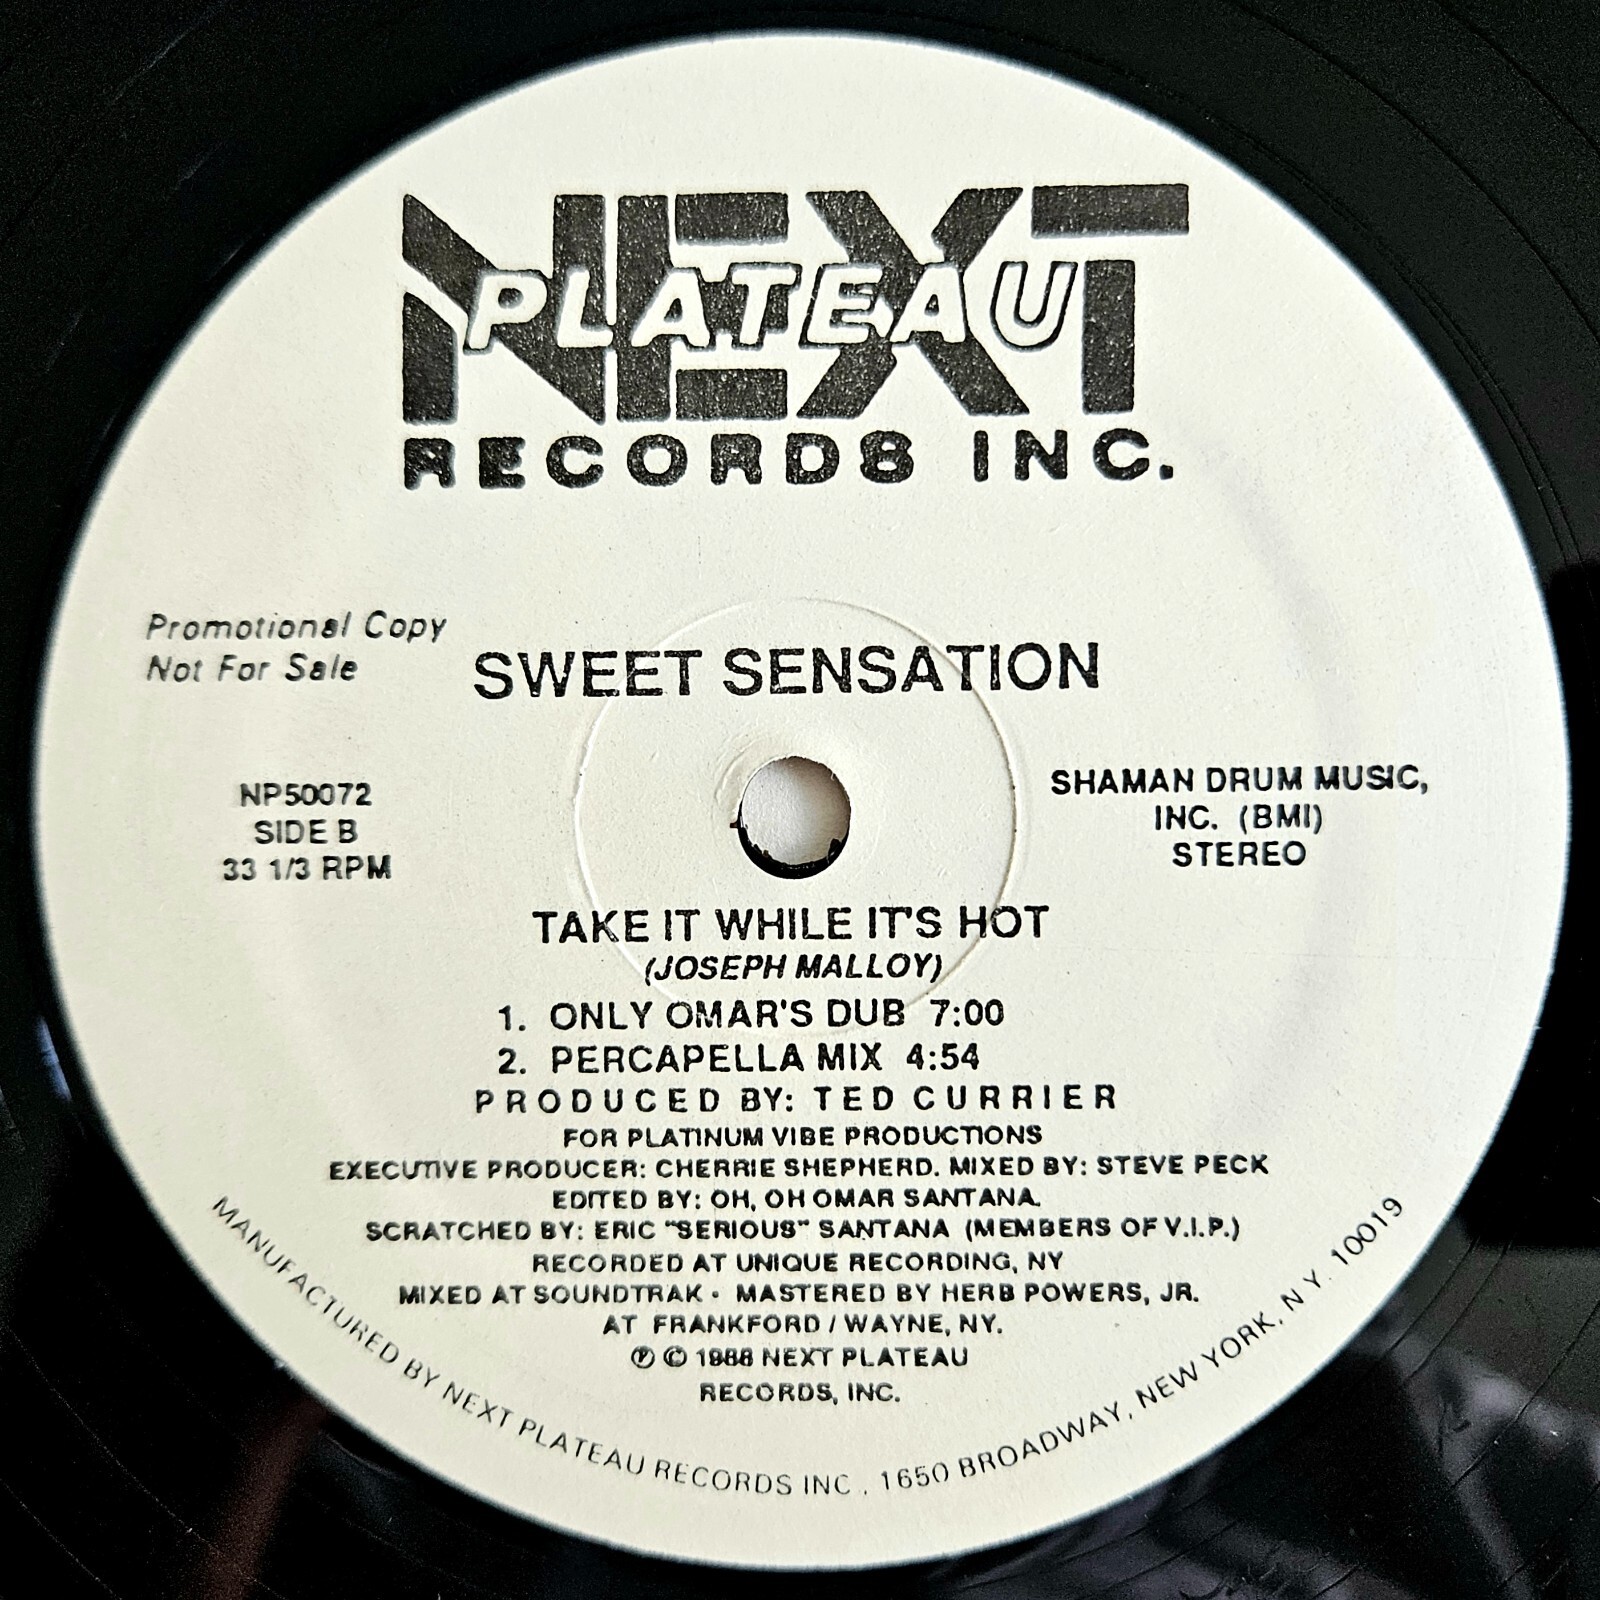 NEXT
PLATEAU
RECORDS INC.
Promotional Copy
Not For Sale
SWEET SENSATION
NP50072
SIDE B
33 1/3 RPM
SHAMAN DRUM MUSIC,
INC. (BMI)
STEREO
TAKE IT WHILE IT'S HOT
(JOSEPH MALLOY)
1. ONLY OMAR'S DUB 7:00
2. PERCAPELLA MIX 4:54
PRODUCED BY: TED CURRIER
FOR PLATINUM VIBE PRODUCTIONS
EXECUTIVE PRODUCER: CHERRIE SHEPHERD. MIXED BY: STEVE PECK
EDITED BY: OH, OH OMAR SANTANA.
SCRATCHED BY: ERIC "SERIOUS" SANTANA (MEMBERS OF V.I.P.)
RECORDED AT UNIQUE RECORDING, NY
MIXED AT SOUNDTRAK • MASTERED BY HERB POWERS, JR.
AT FRANKFORD / WAYNE, NY.
℗ © 1988 NEXT PLATEAU
RECORDS, INC.
MANUFACTURED BY NEXT PLATEAU RECORDS INC. 1650 BROADWAY, NEW YORK, N.Y. 10019